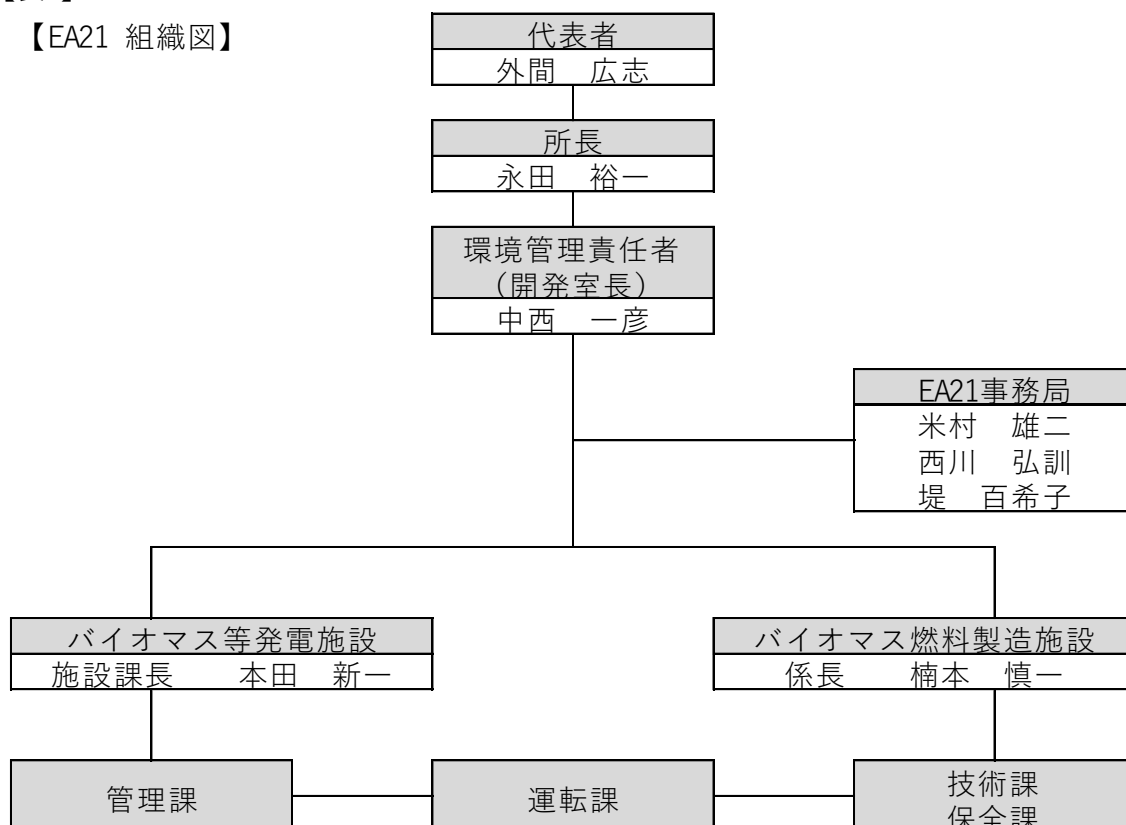 【EA21 組織図】
代表者
外間 広志
所長
永田 裕一
環境管理責任者
(開発室長)
中西 一彦
EA21事務局
米村 雄二
西川 弘訓
堤 百希子
バイオマス等発電施設
施設課長 本田 新一
バイオマス燃料製造施設
係長 楠本 慎一
管理課
運転課
技術課
保全課